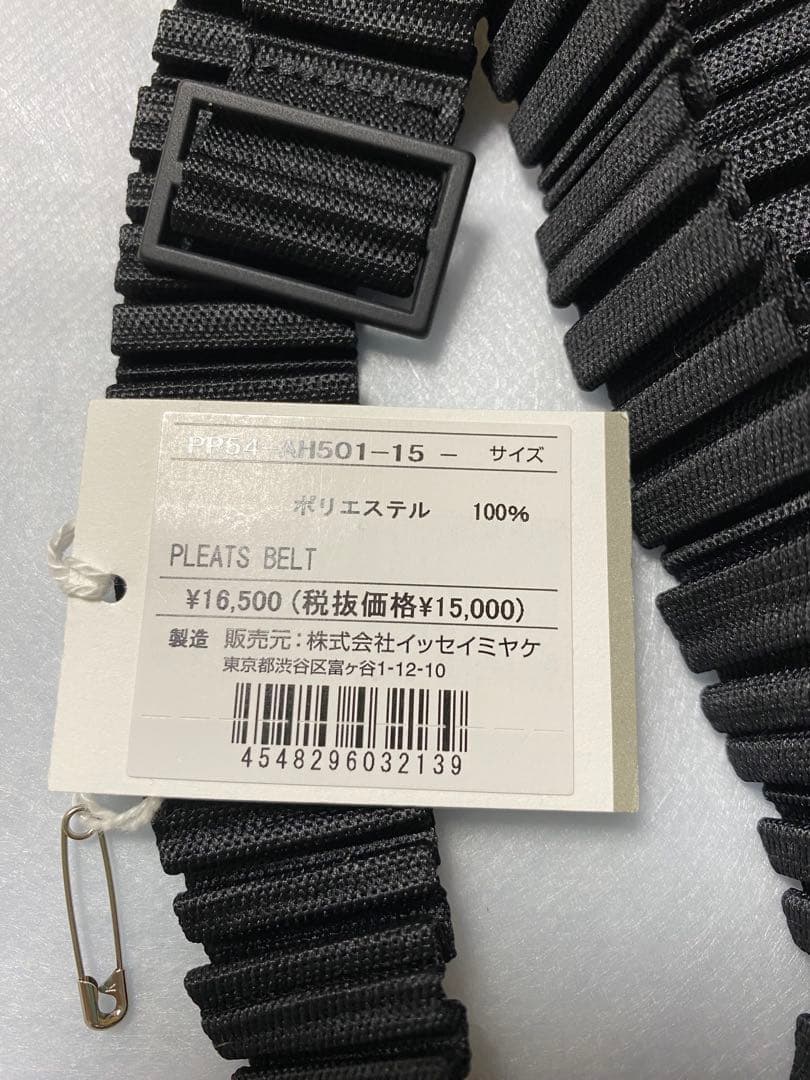 PP54-AH501-15 - サイズ
ポリエステル 100%
PLEATS BELT
¥16,500 (税抜価格¥15,000)
製造 販売元：株式会社イッセイミヤケ
東京都渋谷区富ヶ谷1-12-10
4548296032139